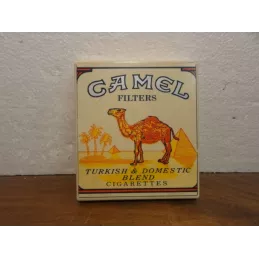 CAMEL
FILTERS
TURKISH & DOMESTIC
BLEND
CIGARETTEN